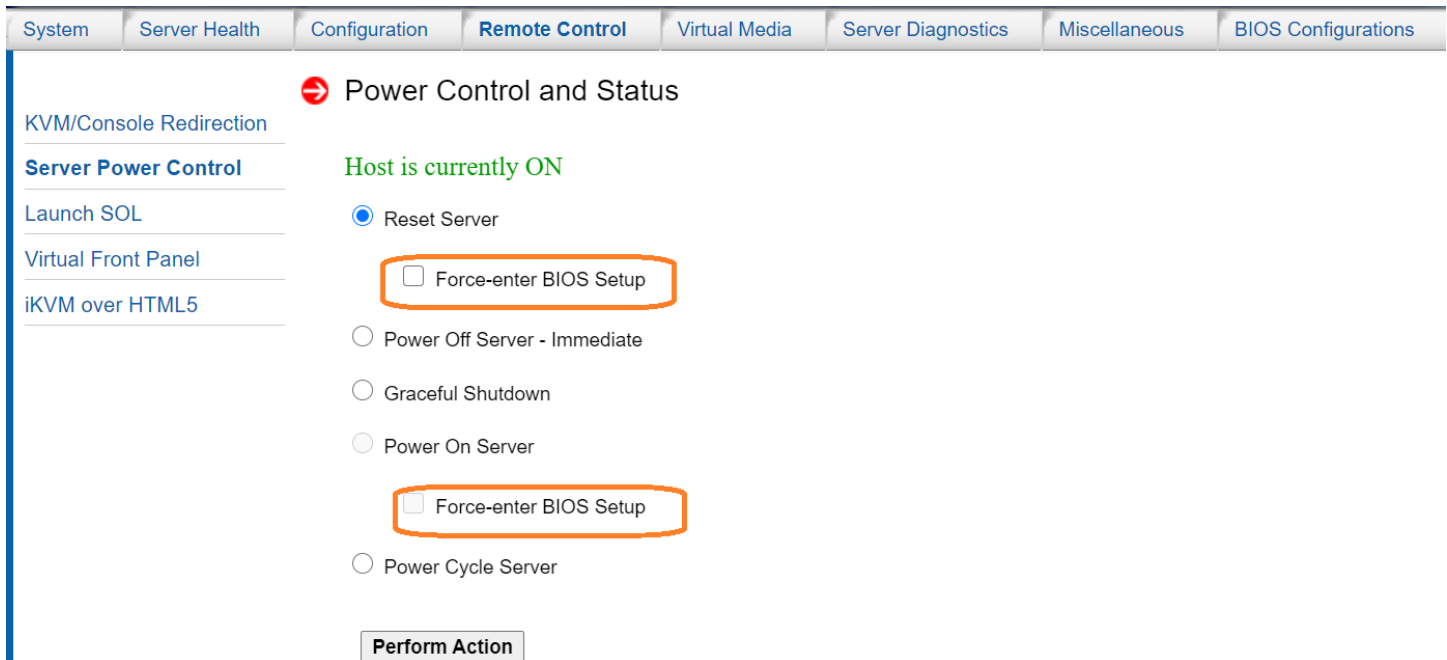 System Server Health Configuration Remote Control Virtual Media Server Diagnostics Miscellaneous BIOS Configurations
KVM/Console Redirection
Server Power Control
Launch SOL
Virtual Front Panel
iKVM over HTML5
Power Control and Status
Host is currently ON
Reset Server
Force-enter BIOS Setup
Power Off Server - Immediate
Graceful Shutdown
Power On Server
Force-enter BIOS Setup
Power Cycle Server
Perform Action